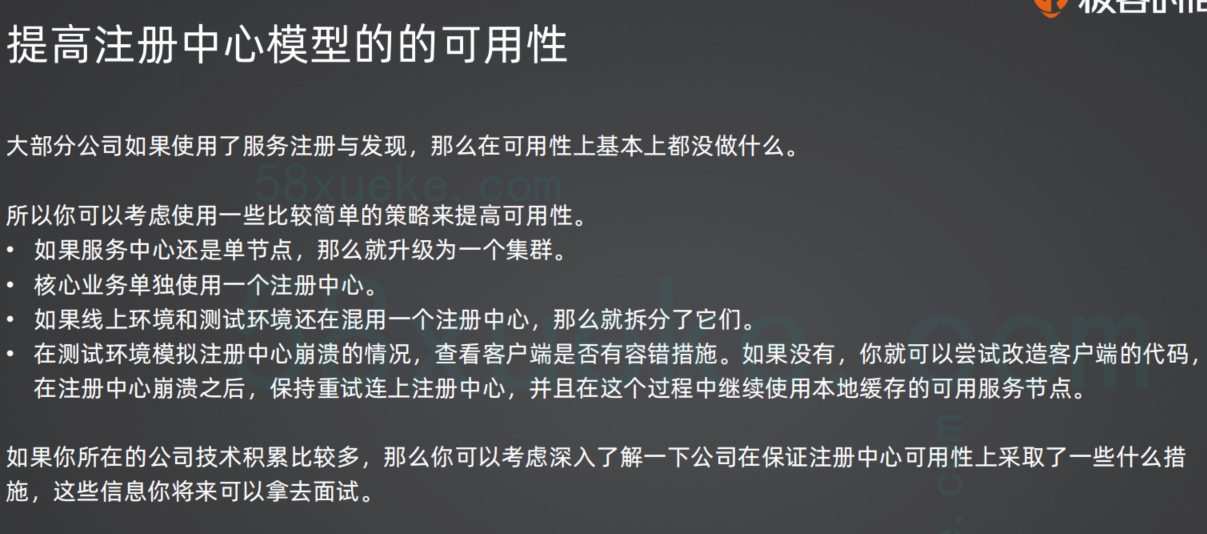 提高注册中心模型的的可用性
大部分公司如果使用了服务注册与发现，那么在可用性上基本上都没做什么。
58xueke.com
所以你可以考虑使用一些比较简单的策略来提高可用性。
• 如果服务中心还是单节点，那么就升级为一个集群。
• 核心业务单独使用一个注册中心。
• 如果线上环境和测试环境还在混用一个注册中心，那么就拆分了它们。
58xueke.com
• 在测试环境模拟注册中心崩溃的情况，查看客户端是否有容错措施。如果没有，你就可以尝试改造客户端的代码，
在注册中心崩溃之后，保持重试连上注册中心，并且在这个过程中继续使用本地缓存的可用服务节点。
如果你所在的公司技术积累比较多，那么你可以考虑深入了解一下公司在保证注册中心可用性上采取了一些什么措
施，这些信息你将来可以拿去面试。